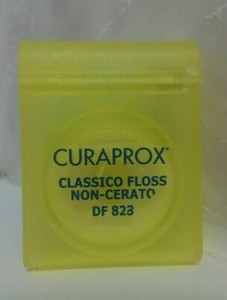 CURAPROX
CLASSICO FLOSS
NON-CERATO
DF 823